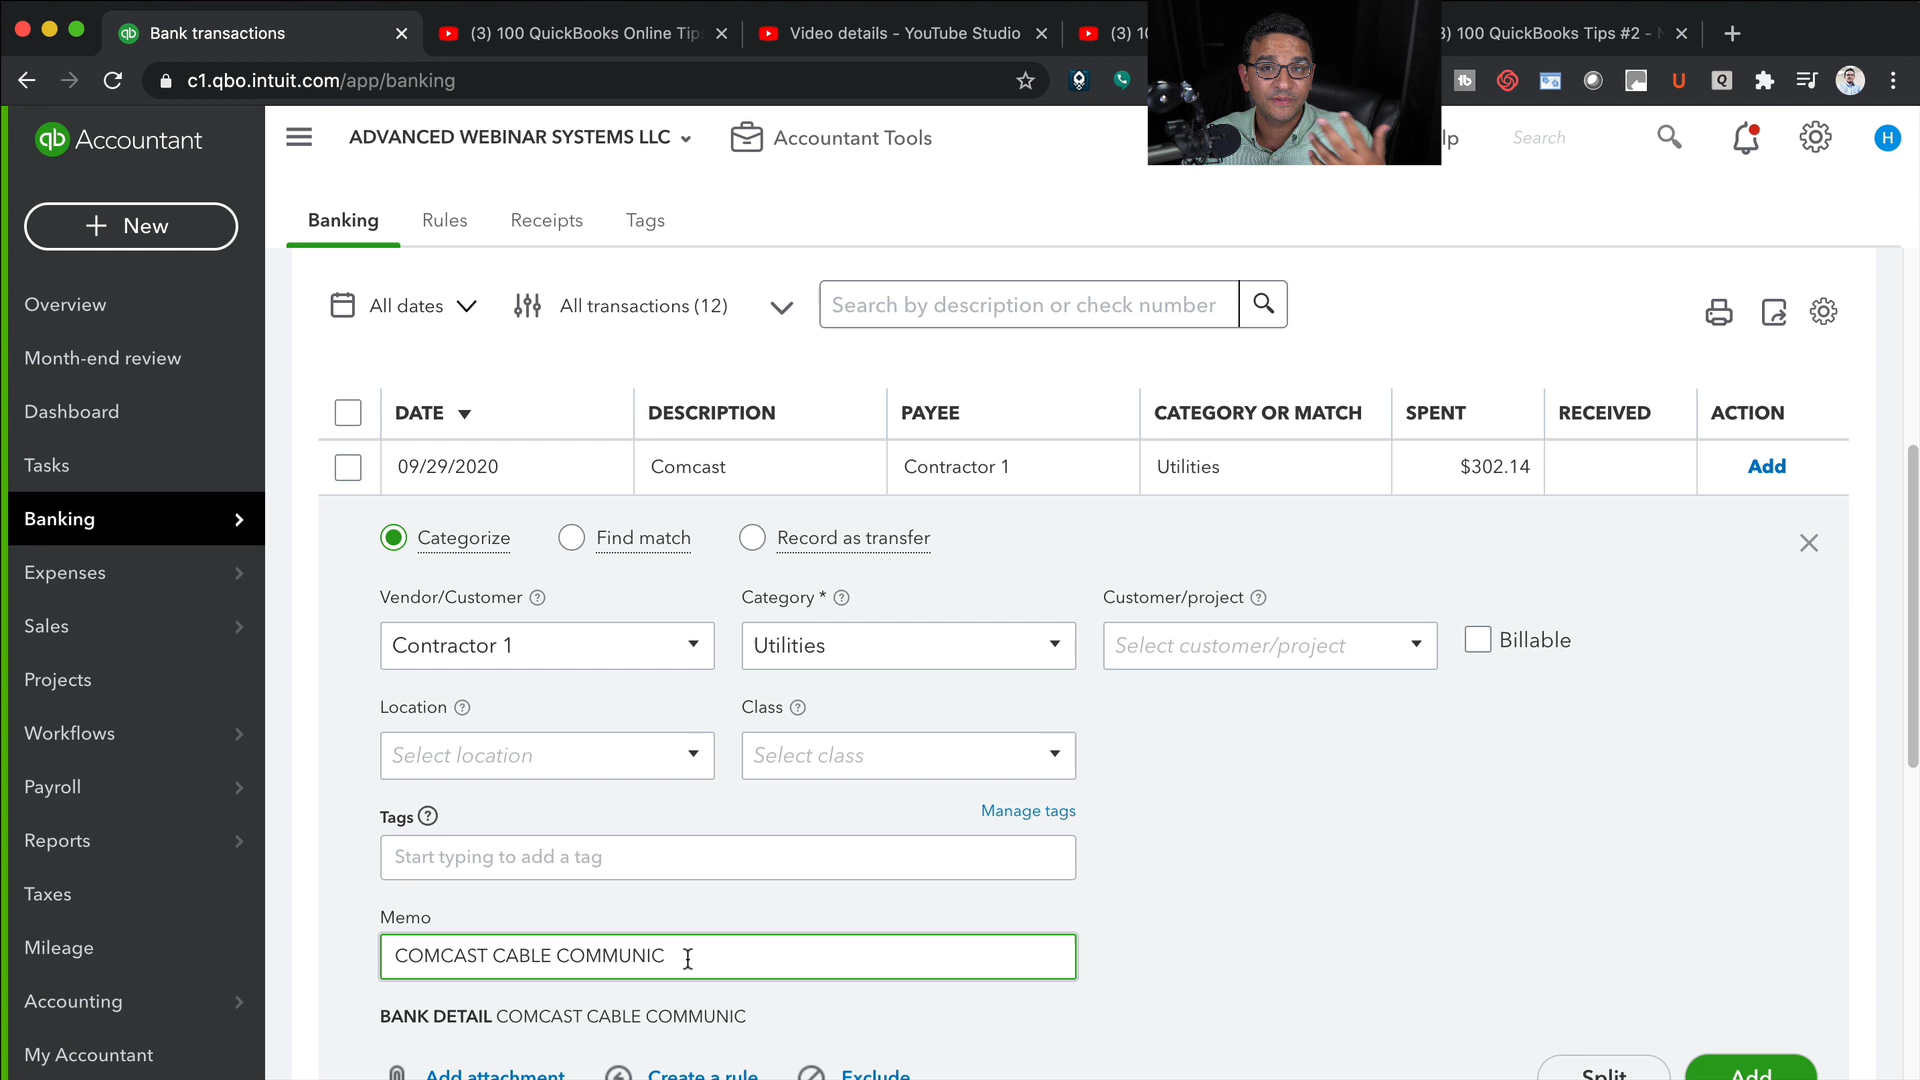 Bank transactions
(3) 100 QuickBooks Online Tips
Video details - YouTube Studio
(3) 1
3) 100 QuickBooks Tips #2 -
c1.qbo.intuit.com/app/banking
tb
U
Q
qb Accountant
ADVANCED WEBINAR SYSTEMS LLC
Accountant Tools
lp
Search
H
+ New
Banking
Rules
Receipts
Tags
Overview
Month-end review
Dashboard
Tasks
Banking
Expenses
Sales
Projects
Workflows
Payroll
Reports
Taxes
Mileage
Accounting
My Accountant
All dates
All transactions (12)
Search by description or check number
DATE DESCRIPTION PAYEE CATEGORY OR MATCH SPENT RECEIVED ACTION
09/29/2020 Comcast Contractor 1 Utilities $302.14 Add
Categorize Find match Record as transfer
Vendor/Customer Category * Customer/project
Contractor 1 Utilities Select customer/project Billable
Location Class
Select location Select class
Tags Manage tags
Start typing to add a tag
Memo
COMCAST CABLE COMMUNIC
BANK DETAIL COMCAST CABLE COMMUNIC
Add attachment Create a rule Exclude Split Add